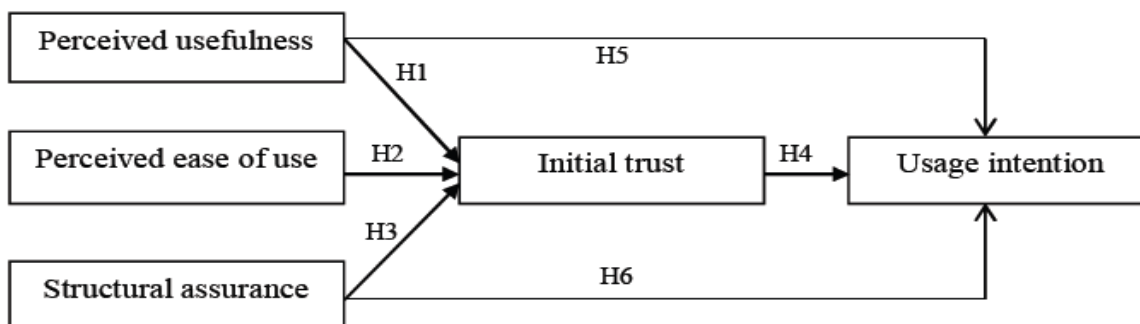 Perceived usefulness
H5
H1
Perceived ease of use
H2
Initial trust
H4
Usage intention
H3
Structural assurance
H6